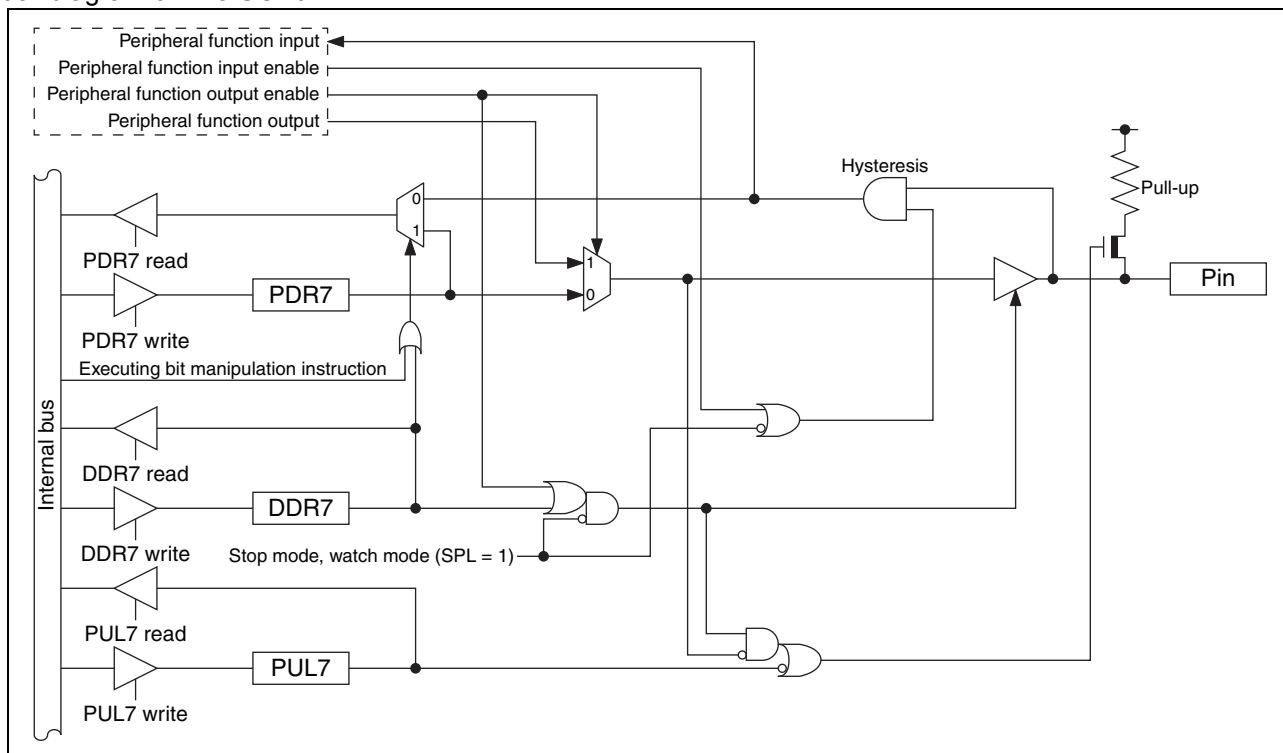 Peripheral function input
Peripheral function input enable
Peripheral function output enable
Peripheral function output
Hysteresis
Pull-up
0
1
PDR7 read
1
0
PDR7
Pin
PDR7 write
Executing bit manipulation instruction
Internal bus
DDR7 read
DDR7
DDR7 write
Stop mode, watch mode (SPL = 1)
PUL7 read
PUL7
PUL7 write